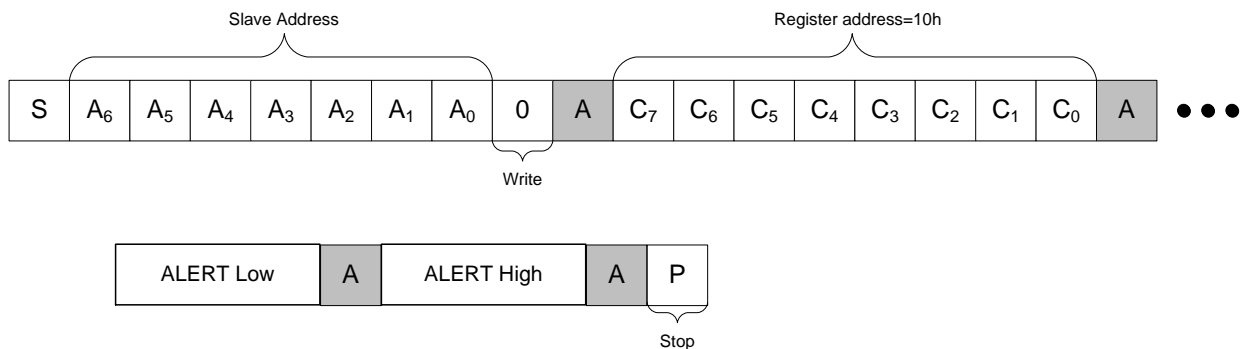 Slave Address Register address=10h
S A₆ A₅ A₄ A₃ A₂ A₁ A₀ 0 A C₇ C₆ C₅ C₄ C₃ C₂ C₁ C₀ A
Write
ALERT Low A ALERT High A P
Stop